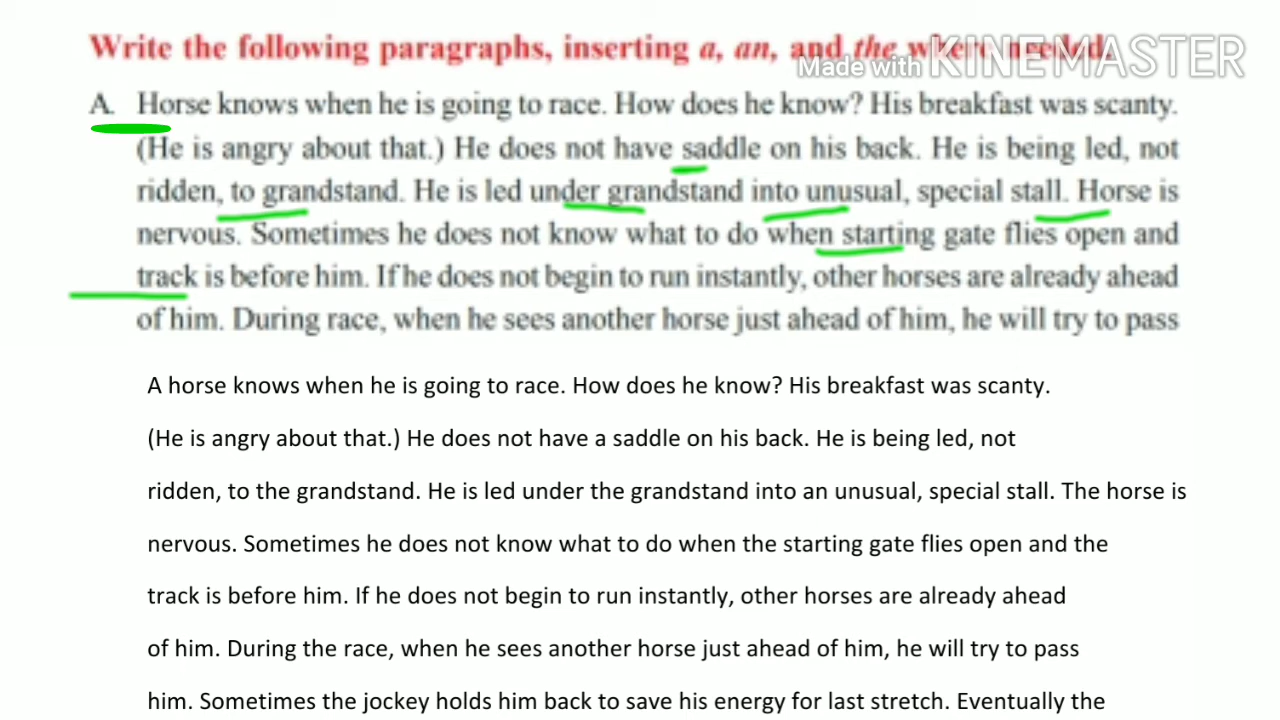 Write the following paragraphs, inserting a, an, and the where needed.
Made with KINEMASTER
A. Horse knows when he is going to race. How does he know? His breakfast was scanty.
(He is angry about that.) He does not have saddle on his back. He is being led, not
ridden, to grandstand. He is led under grandstand into unusual, special stall. Horse is
nervous. Sometimes he does not know what to do when starting gate flies open and
track is before him. If he does not begin to run instantly, other horses are already ahead
of him. During race, when he sees another horse just ahead of him, he will try to pass
A horse knows when he is going to race. How does he know? His breakfast was scanty.
(He is angry about that.) He does not have a saddle on his back. He is being led, not
ridden, to the grandstand. He is led under the grandstand into an unusual, special stall. The horse is
nervous. Sometimes he does not know what to do when the starting gate flies open and the
track is before him. If he does not begin to run instantly, other horses are already ahead
of him. During the race, when he sees another horse just ahead of him, he will try to pass
him. Sometimes the jockey holds him back to save his energy for last stretch. Eventually the